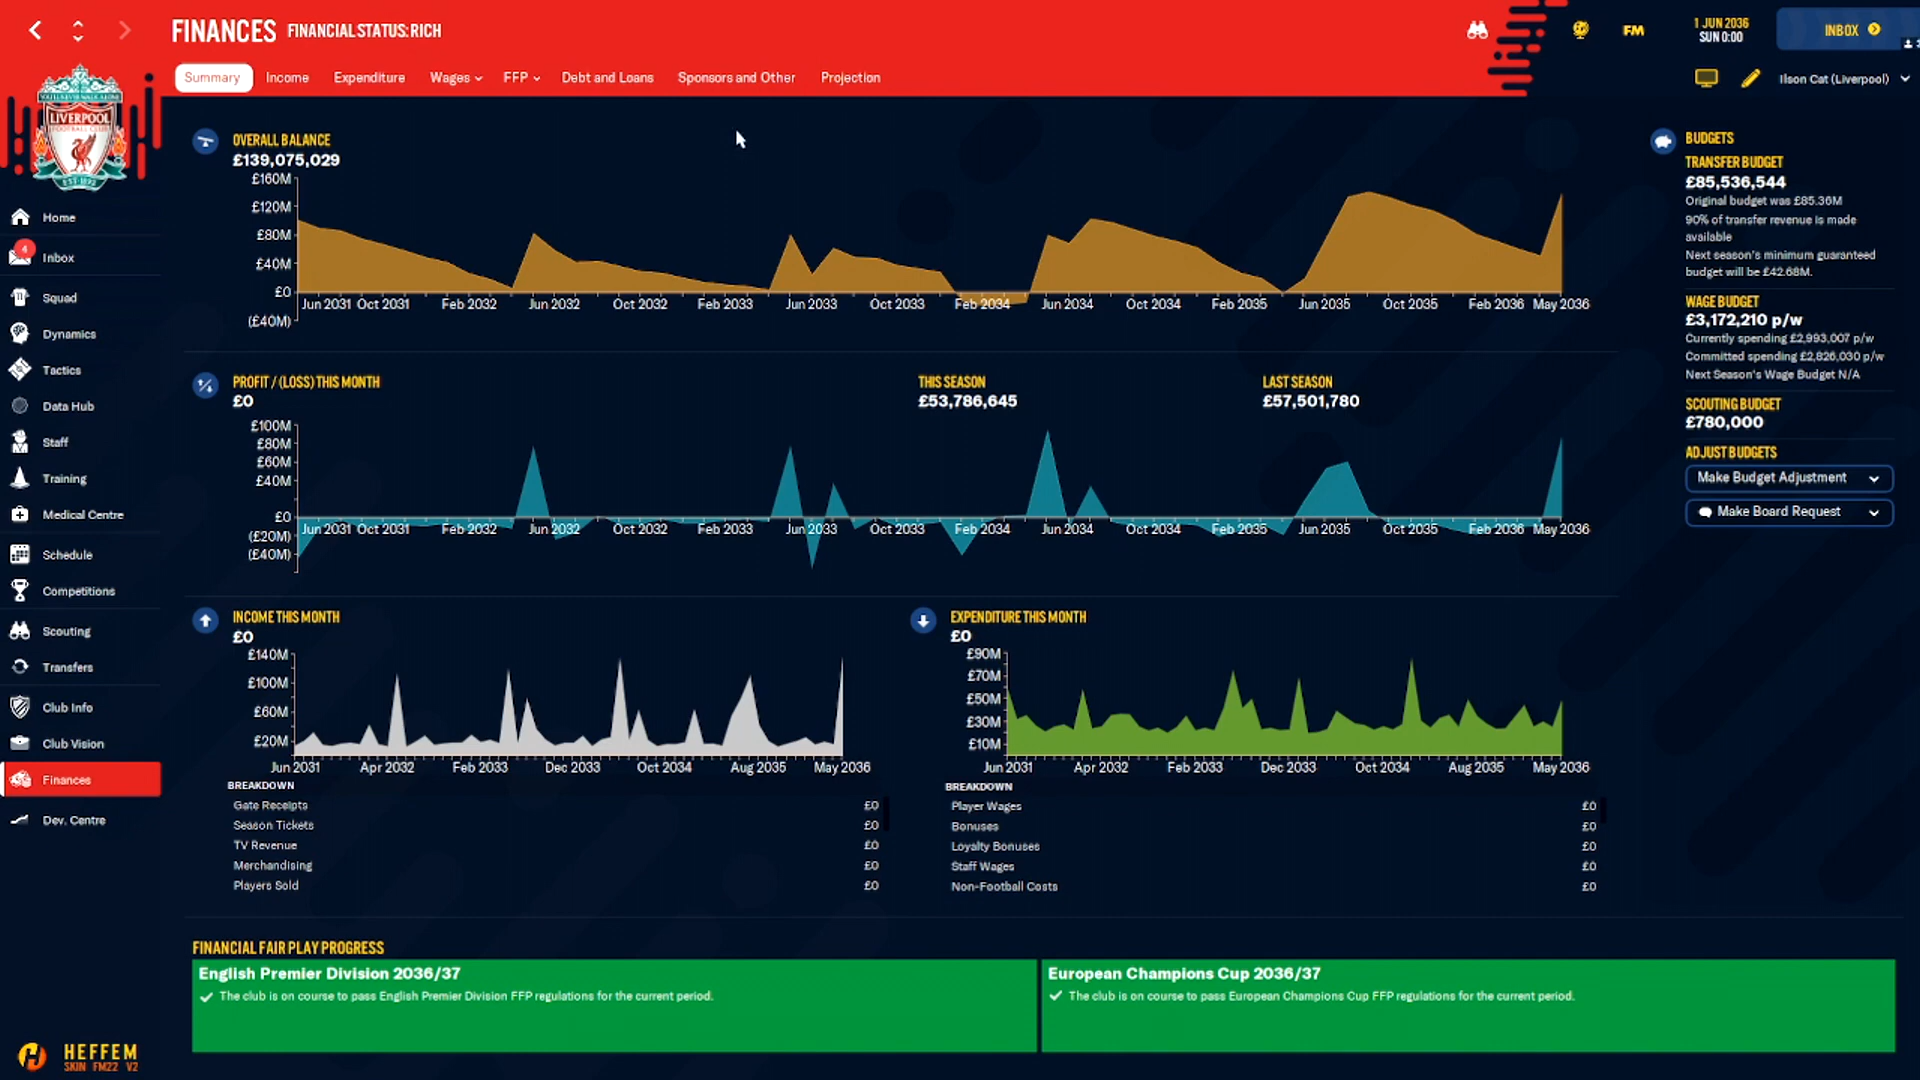 FINANCES FINANCIAL STATUS: RICH
FM
1 JUN 2036
SUN 0:00
INBOX
Summary Income Expenditure Wages FFP Debt and Loans Sponsors and Other Projection
Ilson Cat (Liverpool)
YOU'LL NEVER WALK ALONE
LIVERPOOL
FOOTBALL CLUB
EST·1892
Home
4
Inbox
Squad
Dynamics
Tactics
Data Hub
Staff
Training
Medical Centre
Schedule
Competitions
Scouting
Transfers
Club Info
Club Vision
Finances
Dev. Centre
HEFFEM
SKIN FM22 V2
OVERALL BALANCE
£139,075,029
£160M
£120M
£80M
£40M
£0
(£40M)
Jun 2031 Oct 2031 Feb 2032 Jun 2032 Oct 2032 Feb 2033 Jun 2033 Oct 2033 Feb 2034 Jun 2034 Oct 2034 Feb 2035 Jun 2035 Oct 2035 Feb 2036 May 2036
PROFIT / (LOSS) THIS MONTH
£0
THIS SEASON
£53,786,645
LAST SEASON
£57,501,780
£100M
£80M
£60M
£40M
£0
(£20M)
(£40M)
Jun 2031 Oct 2031 Feb 2032 Jun 2032 Oct 2032 Feb 2033 Jun 2033 Oct 2033 Feb 2034 Jun 2034 Oct 2034 Feb 2035 Jun 2035 Oct 2035 Feb 2036 May 2036
INCOME THIS MONTH
£0
£140M
£100M
£60M
£20M
Jun 2031 Apr 2032 Feb 2033 Dec 2033 Oct 2034 Aug 2035 May 2036
BREAKDOWN
Gate Receipts £0
Season Tickets £0
TV Revenue £0
Merchandising £0
Players Sold £0
EXPENDITURE THIS MONTH
£0
£90M
£70M
£50M
£30M
£10M
Jun 2031 Apr 2032 Feb 2033 Dec 2033 Oct 2034 Aug 2035 May 2036
BREAKDOWN
Player Wages £0
Bonuses £0
Loyalty Bonuses £0
Staff Wages £0
Non-Football Costs £0
BUDGETS
TRANSFER BUDGET
£85,536,544
Original budget was £85.36M
90% of transfer revenue is made
available
Next season's minimum guaranteed
budget will be £42.68M.
WAGE BUDGET
£3,172,210 p/w
Currently spending £2,993,007 p/w
Committed spending £2,826,030 p/w
Next Season's Wage Budget N/A
SCOUTING BUDGET
£780,000
ADJUST BUDGETS
Make Budget Adjustment
Make Board Request
FINANCIAL FAIR PLAY PROGRESS
English Premier Division 2036/37
The club is on course to pass English Premier Division FFP regulations for the current period.
European Champions Cup 2036/37
The club is on course to pass European Champions Cup FFP regulations for the current period.